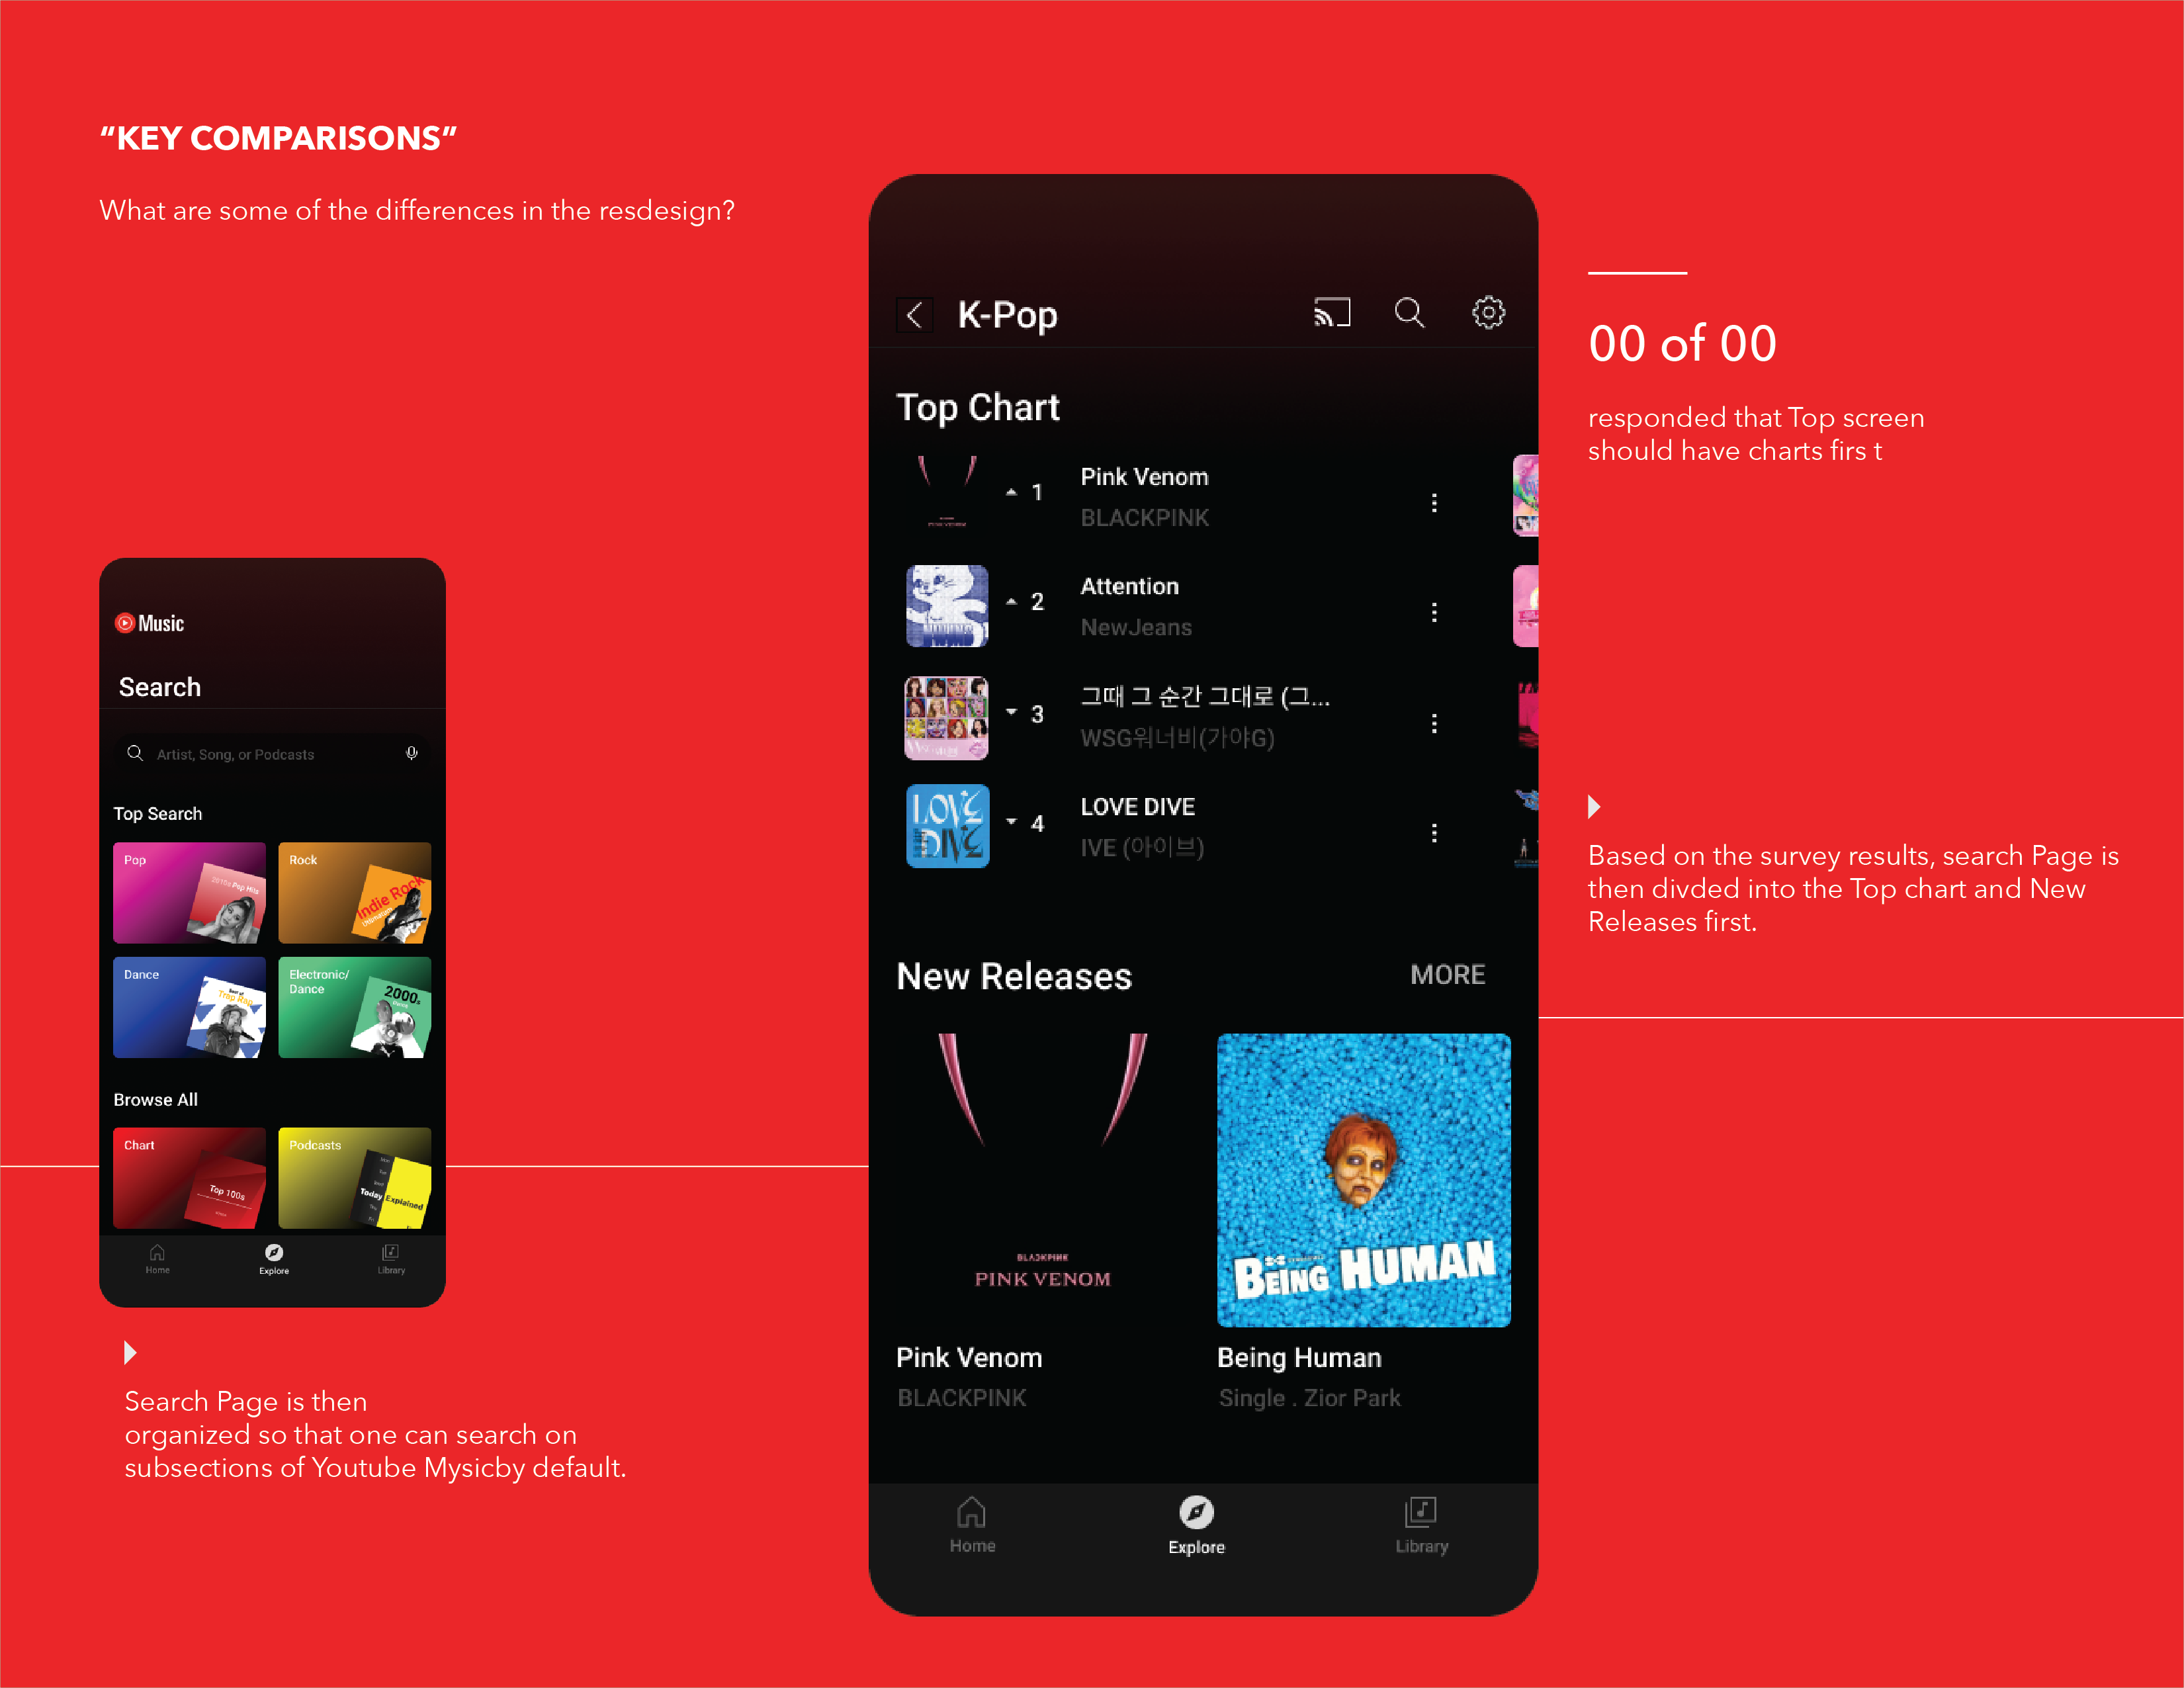 “KEY COMPARISONS”
What are some of the differences in the resdesign?
Music
Search
Artist, Song, or Podcasts
Top Search
Pop
2010s Pop Hits
Rock
Indie Rock
Dance
Trap Rap
Electronic/
Dance
2000s
Browse All
Chart
Top 100s
Podcasts
Today Explained
Home
Explore
Library
Search Page is then
organized so that one can search on
subsections of Youtube Mysicby default.
K-Pop
Top Chart
1
Pink Venom
BLACKPINK
2
Attention
NewJeans
3
그때 그 순간 그대로 (그...
WSG워너비(가야G)
LOVE
DIVE
4
LOVE DIVE
IVE (아이브)
New Releases
MORE
BLACKPINK
PINK VENOM
BEING HUMAN
Pink Venom
BLACKPINK
Being Human
Single . Zior Park
Home
Explore
Library
00 of 00
responded that Top screen
should have charts firs t
Based on the survey results, search Page is
then divded into the Top chart and New
Releases first.